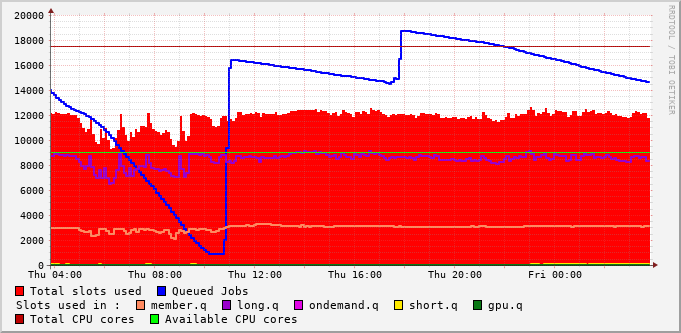 20000
18000
16000
14000
12000
10000
8000
6000
4000
2000
0
Thu 04:00 Thu 08:00 Thu 12:00 Thu 16:00 Thu 20:00 Fri 00:00
Total slots used Queued Jobs
Slots used in : member.q long.q ondemand.q short.q gpu.q
Total CPU cores Available CPU cores
RRDTOOL / TOBI OETIKER